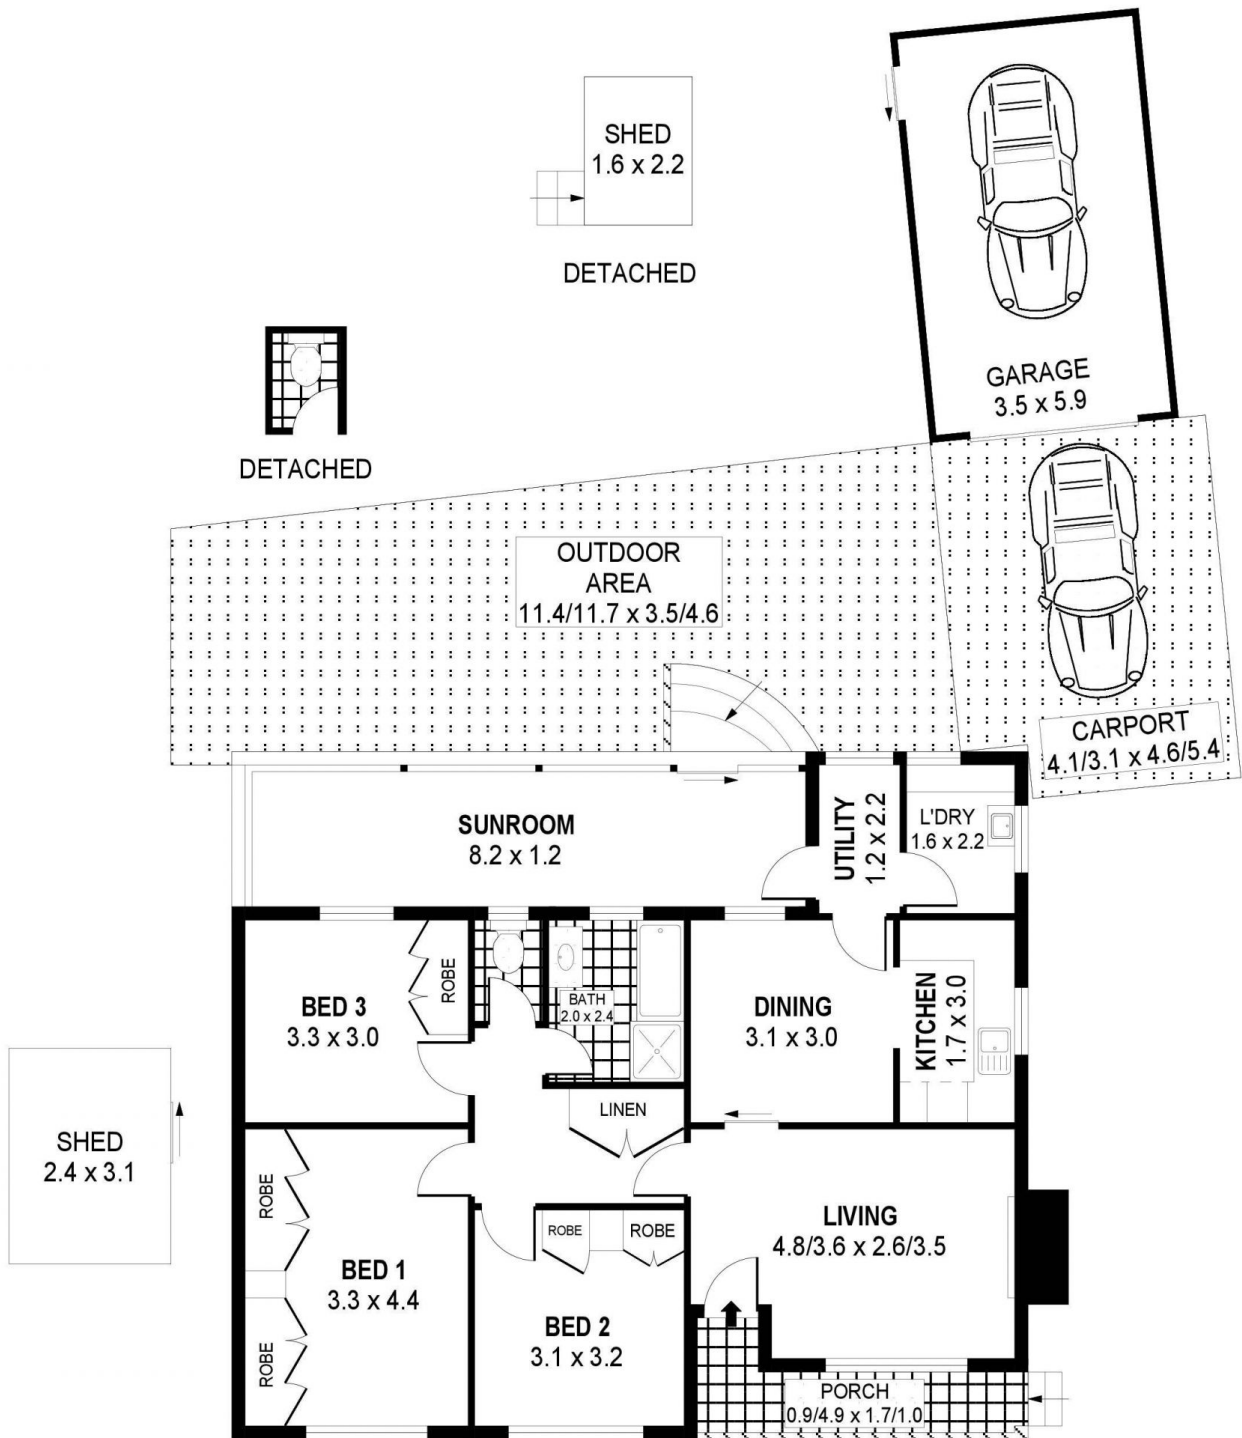 SHED
1.6 x 2.2
DETACHED
GARAGE
3.5 x 5.9
DETACHED
OUTDOOR
AREA
11.4/11.7 x 3.5/4.6
CARPORT
4.1/3.1 x 4.6/5.4
SUNROOM
8.2 x 1.2
UTILITY
1.2 x 2.2
L'DRY
1.6 x 2.2
BED 3
3.3 x 3.0
ROBE
BATH
2.0 x 2.4
DINING
3.1 x 3.0
KITCHEN
1.7 x 3.0
SHED
2.4 x 3.1
LINEN
ROBE
BED 1
3.3 x 4.4
ROBE
ROBE
ROBE
BED 2
3.1 x 3.2
LIVING
4.8/3.6 x 2.6/3.5
PORCH
0.9/4.9 x 1.7/1.0